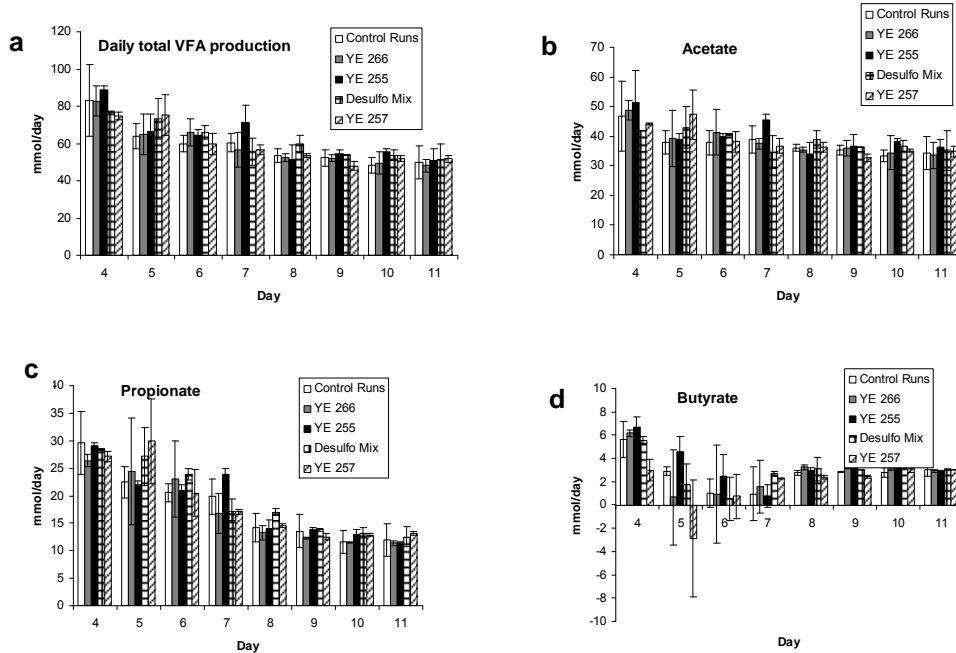 a
Daily total VFA production
Control Runs
YE 266
YE 255
Desulfo Mix
YE 257
120
100
80
60
40
20
0
mmol/day
4 5 6 7 8 9 10 11
Day
b
Acetate
Control Runs
YE 266
YE 255
Desulfo Mix
YE 257
70
60
50
40
30
20
10
0
mmol/day
4 5 6 7 8 9 10 11
Day
c
Propionate
Control Runs
YE 266
YE 255
Desulfo Mix
YE 257
40
35
30
25
20
15
10
5
0
mmol/day
4 5 6 7 8 9 10 11
Day
d
Butyrate
Control Runs
YE 266
YE 255
Desulfo Mix
YE 257
10
8
6
4
2
0
-2
-4
-6
-8
-10
mmol/day
4 5 6 7 8 9 10 11
Day